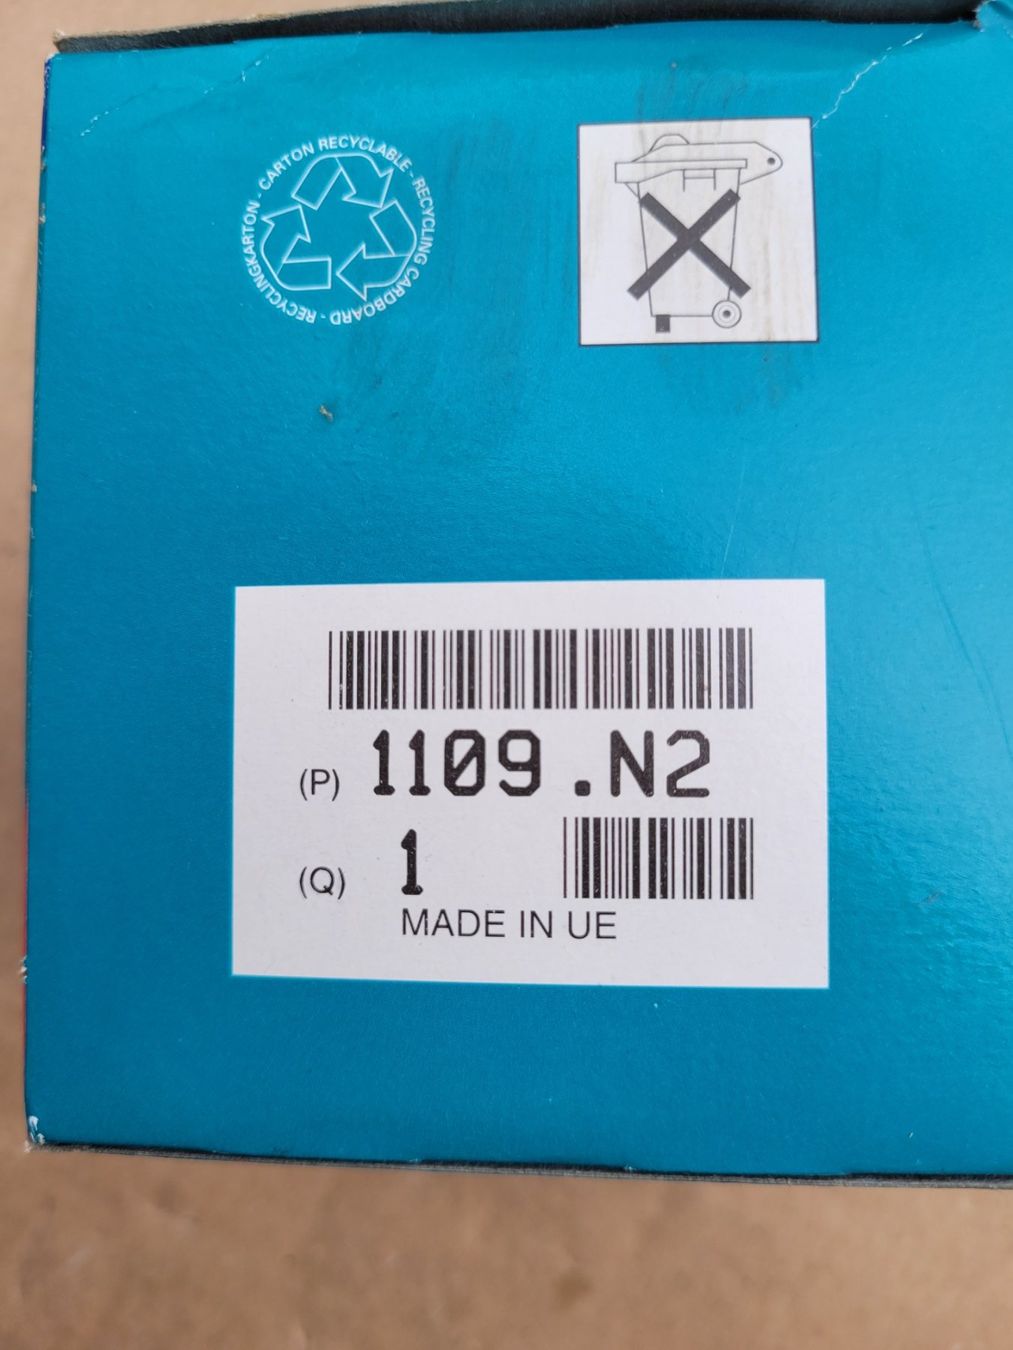 CARTON RECYCLABLE - RECYCLING CARDBOARD - RECYCLINGKARTON -
(P) 1109 .N2
(Q) 1
MADE IN UE